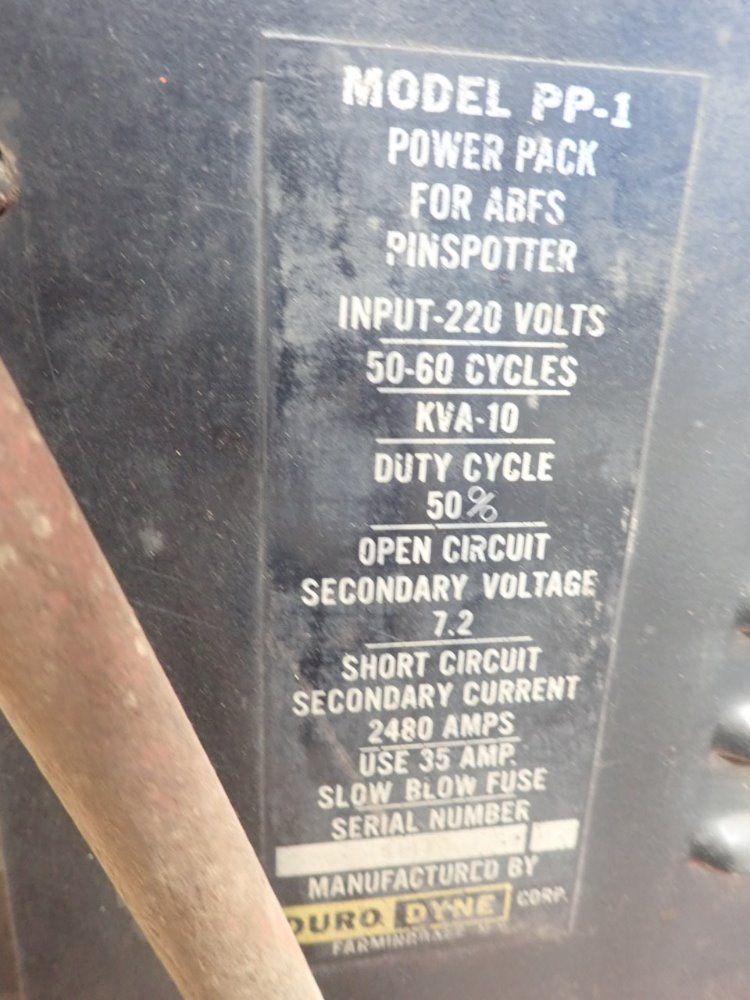 MODEL PP-1
POWER PACK
FOR ABFS
PINSPOTTER
INPUT-220 VOLTS
50-60 CYCLES
KVA-10
DUTY CYCLE
50%
OPEN CIRCUIT
SECONDARY VOLTAGE
7.2
SHORT CIRCUIT
SECONDARY CURRENT
2480 AMPS
USE 35 AMP.
SLOW BLOW FUSE
SERIAL NUMBER
MANUFACTURED BY
DURO DYNE CORP.